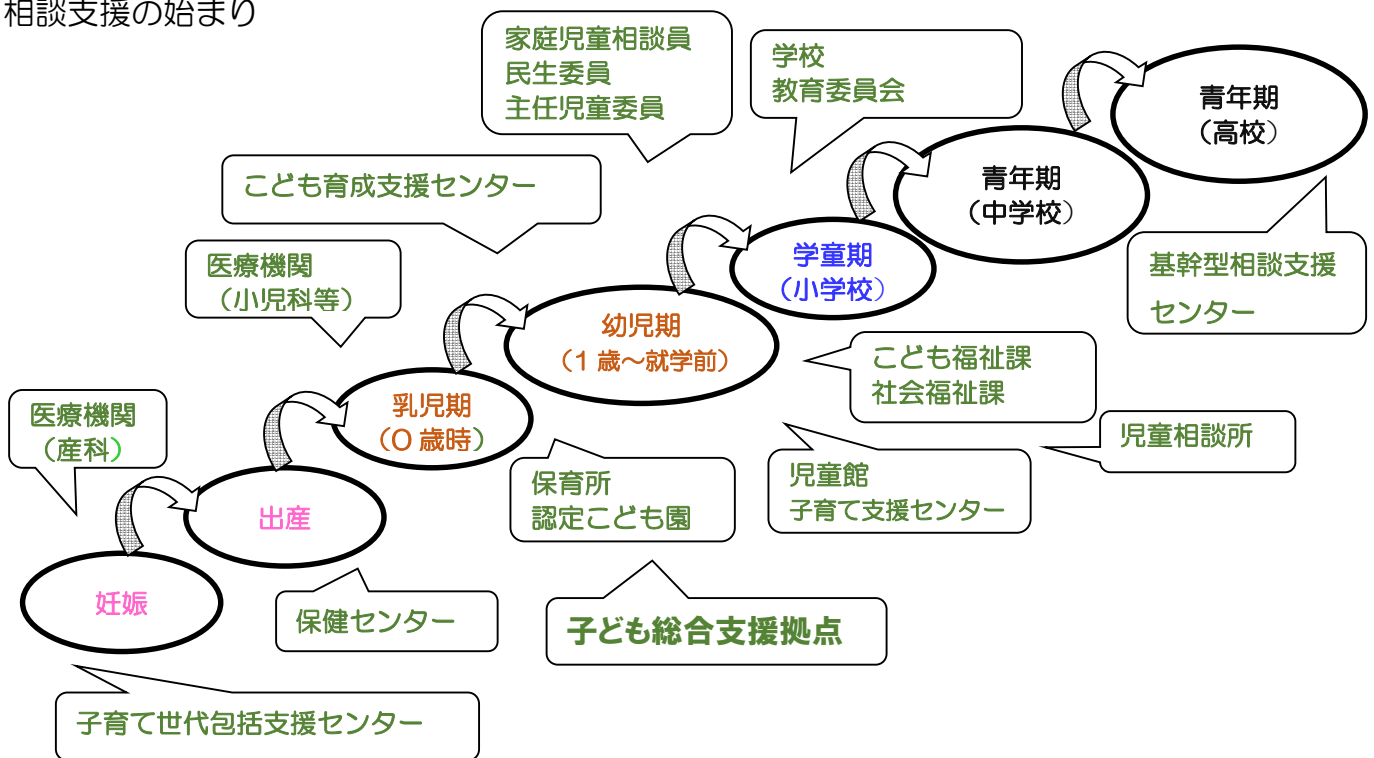 相談支援の始まり
家庭児童相談員
民生委員
主任児童委員
学校
教育委員会
青年期
（高校）
こども育成支援センター
青年期
（中学校）
医療機関
（小児科等）
学童期
（小学校）
基幹型相談支援
センター
幼児期
（1 歳～就学前）
こども福祉課
社会福祉課
医療機関
（産科）
乳児期
（0 歳時）
児童相談所
保育所
認定こども園
児童館
子育て支援センター
出産
妊娠
保健センター
子ども総合支援拠点
子育て世代包括支援センター